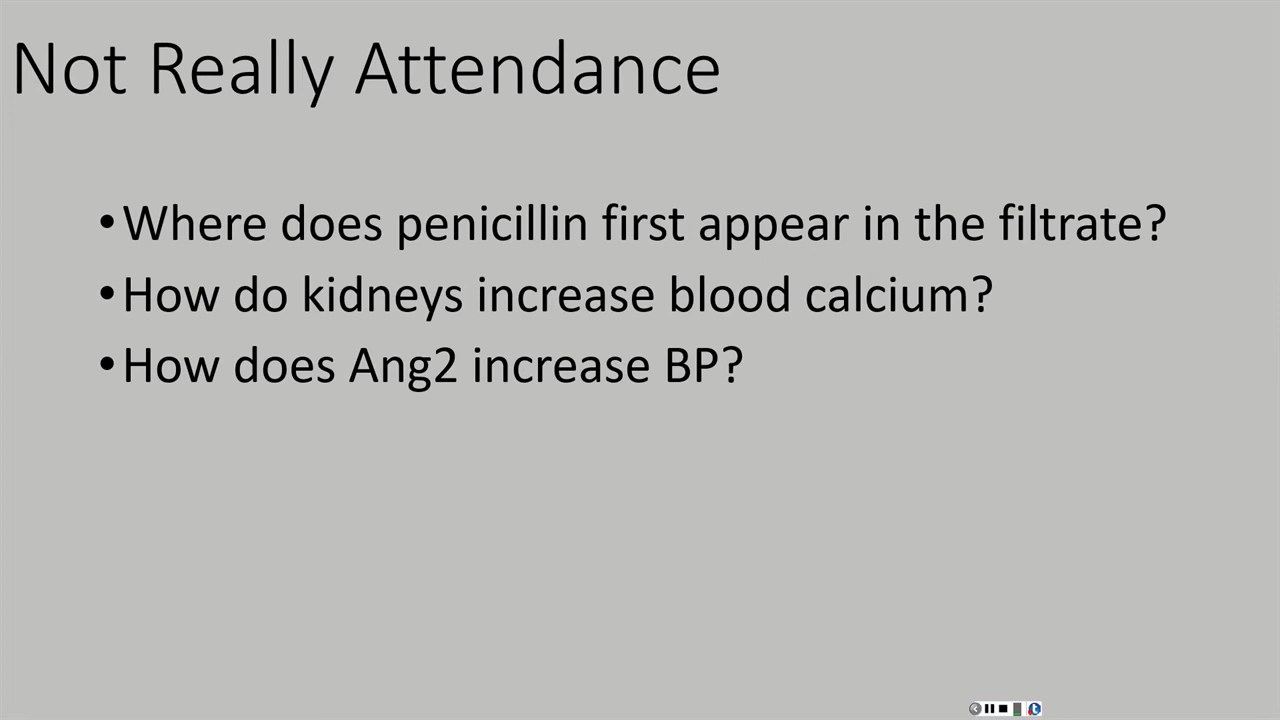 Not Really Attendance
•Where does penicillin first appear in the filtrate?
•How do kidneys increase blood calcium?
•How does Ang2 increase BP?